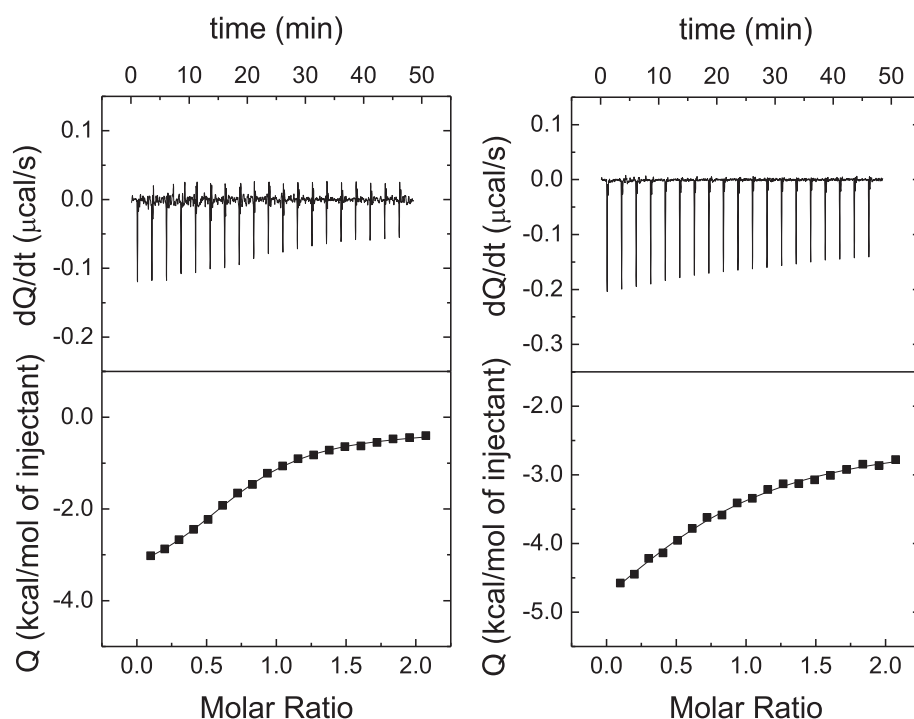 time (min)
0 10 20 30 40 50
0.1
0.0
-0.1
-0.2
dQ/dt (µcal/s)
0.0
-2.0
-4.0
Q (kcal/mol of injectant)
0.0 0.5 1.0 1.5 2.0
Molar Ratio
time (min)
0 10 20 30 40 50
0.1
0.0
-0.1
-0.2
-0.3
dQ/dt (µcal/s)
-2.0
-3.0
-4.0
-5.0
Q (kcal/mol of injectant)
0.0 0.5 1.0 1.5 2.0
Molar Ratio